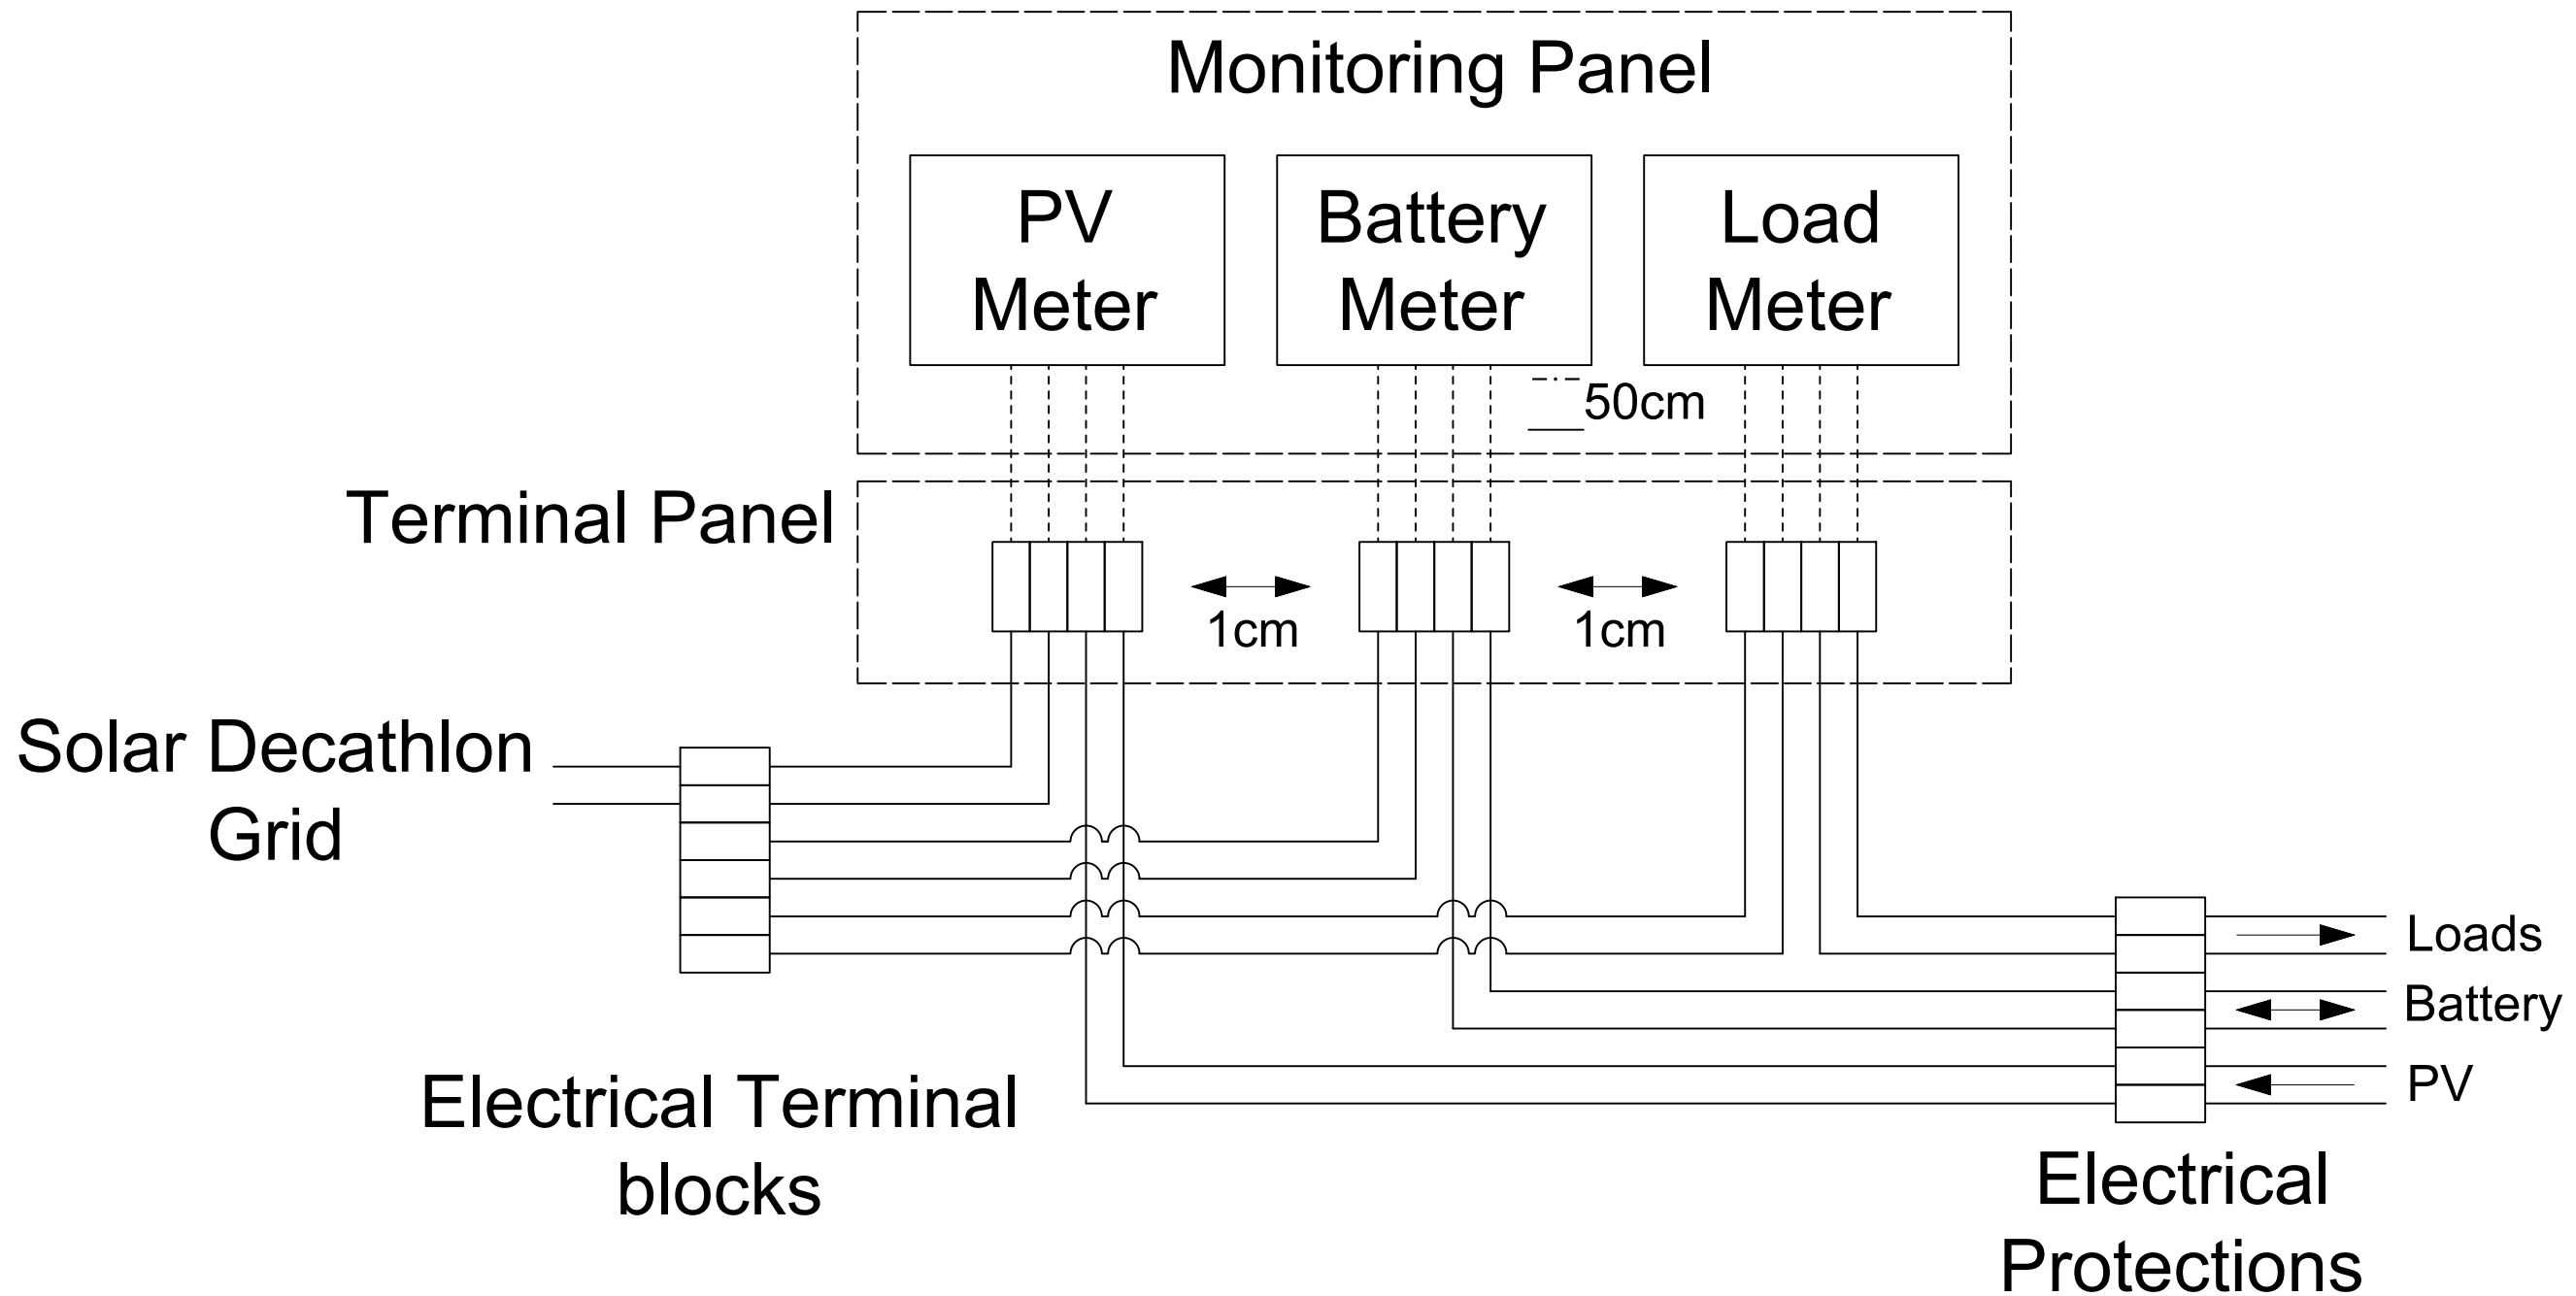 Monitoring Panel
PV
Meter
Battery
Meter
Load
Meter
50cm
Terminal Panel
1cm
1cm
Solar Decathlon
Grid
Loads
Battery
PV
Electrical Terminal
blocks
Electrical
Protections